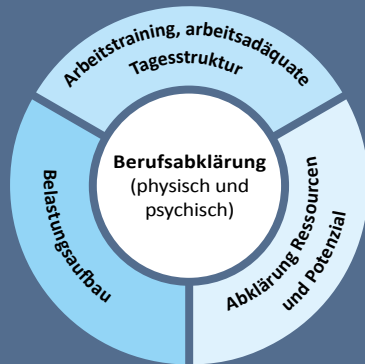 Arbeitstraining, arbeitsadäquate
Tagesstruktur
Berufsabklärung
(physisch und
psychisch)
Belastungsaufbau
Abklärung Ressourcen
und Potenzial